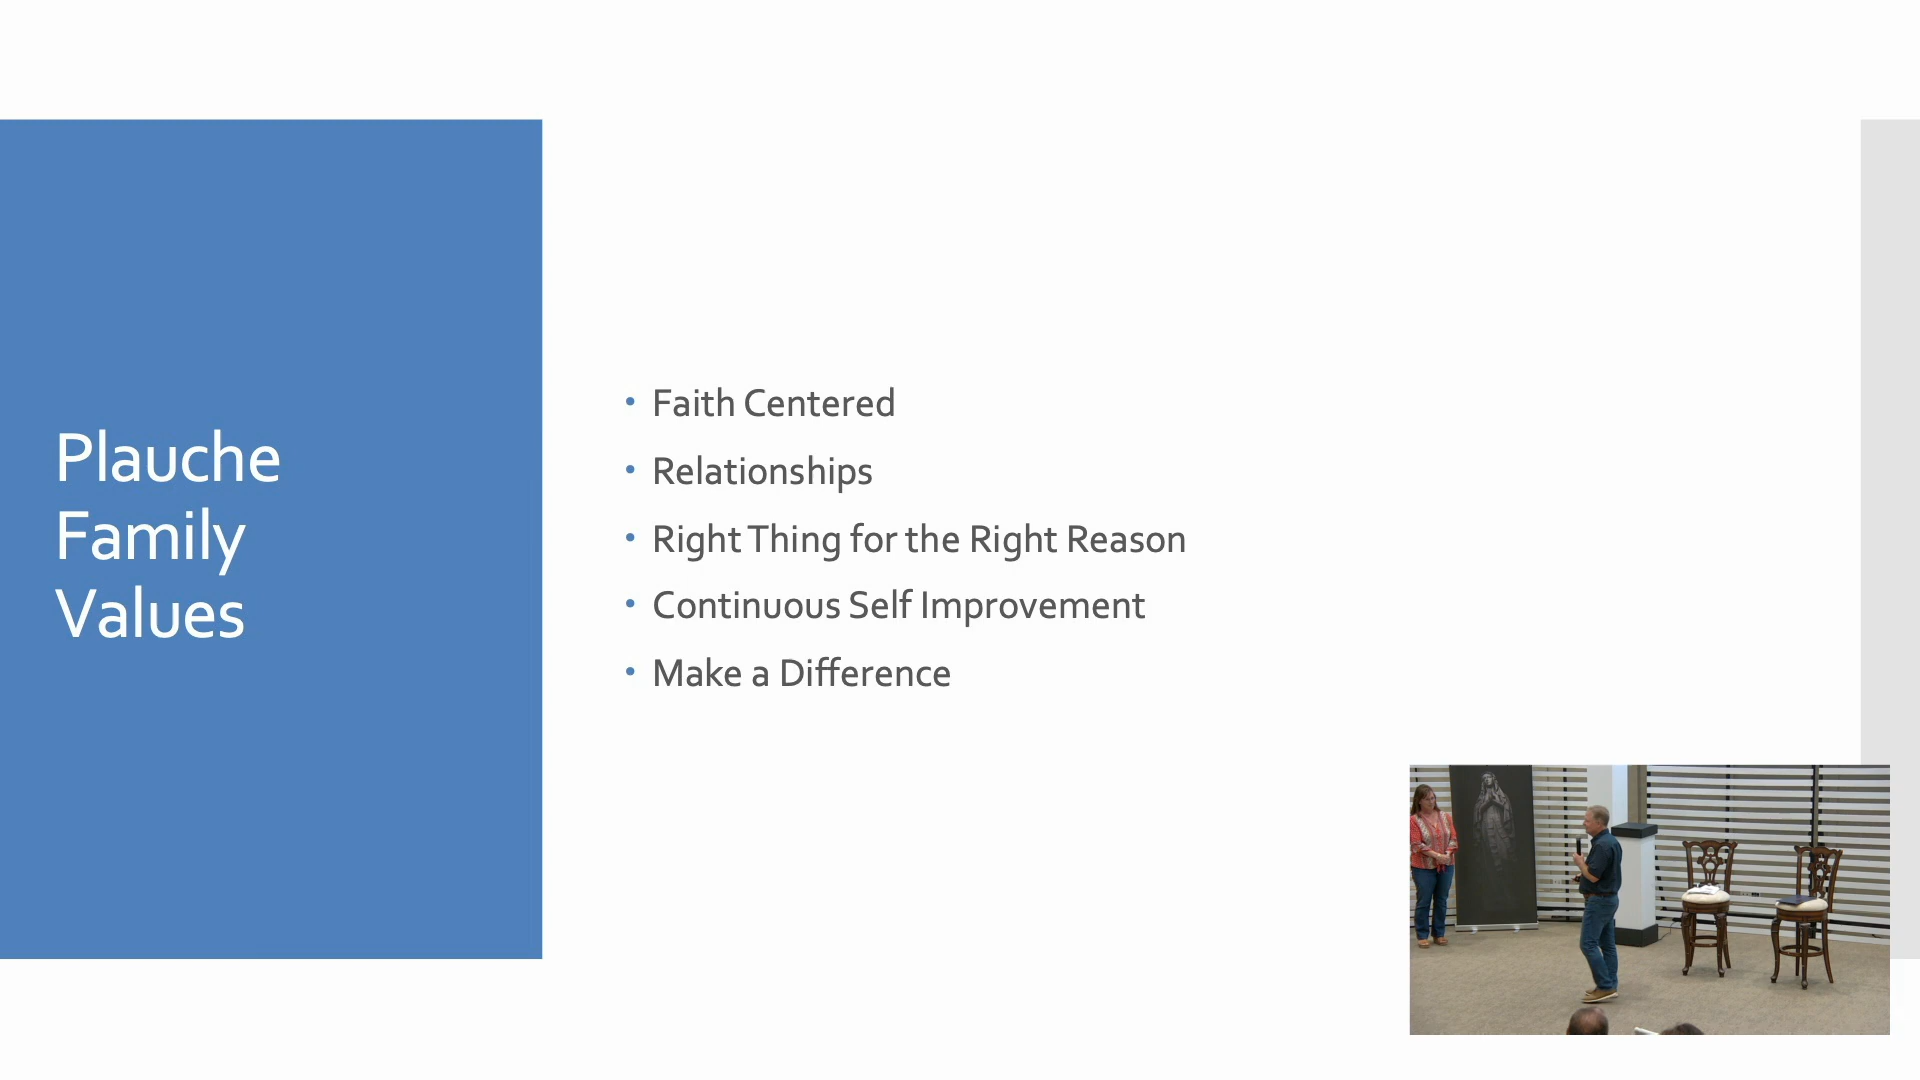 Plauche
Family
Values
• Faith Centered
• Relationships
• Right Thing for the Right Reason
• Continuous Self Improvement
• Make a Difference